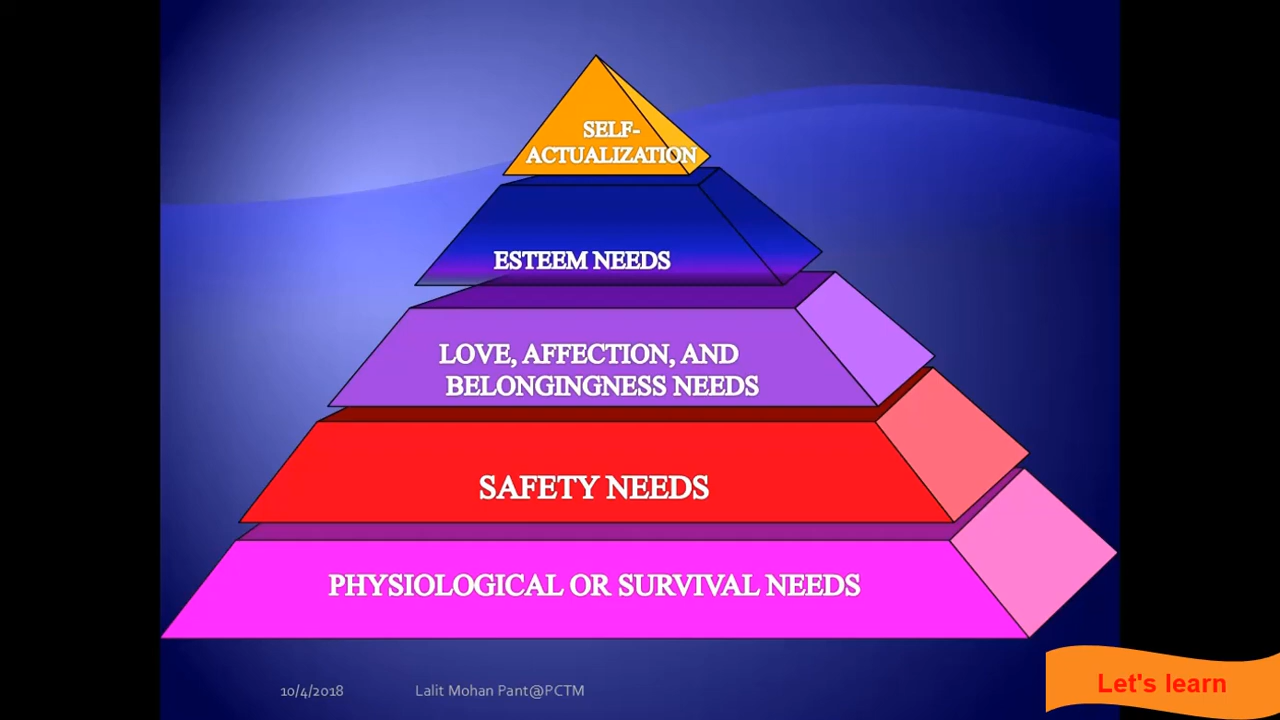 SELF-
ACTUALIZATION
ESTEEM NEEDS
LOVE, AFFECTION, AND
BELONGINGNESS NEEDS
SAFETY NEEDS
PHYSIOLOGICAL OR SURVIVAL NEEDS
10/4/2018 Lalit Mohan Pant@PCTM
Let's learn